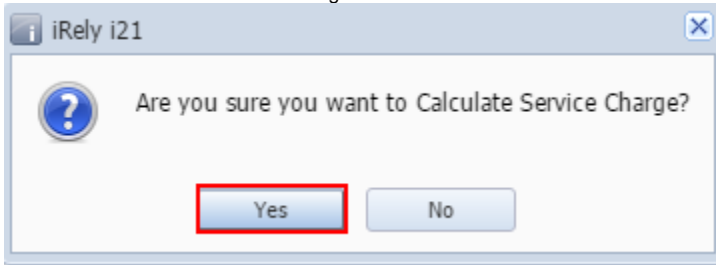 iRely i21
Are you sure you want to Calculate Service Charge?
Yes
No